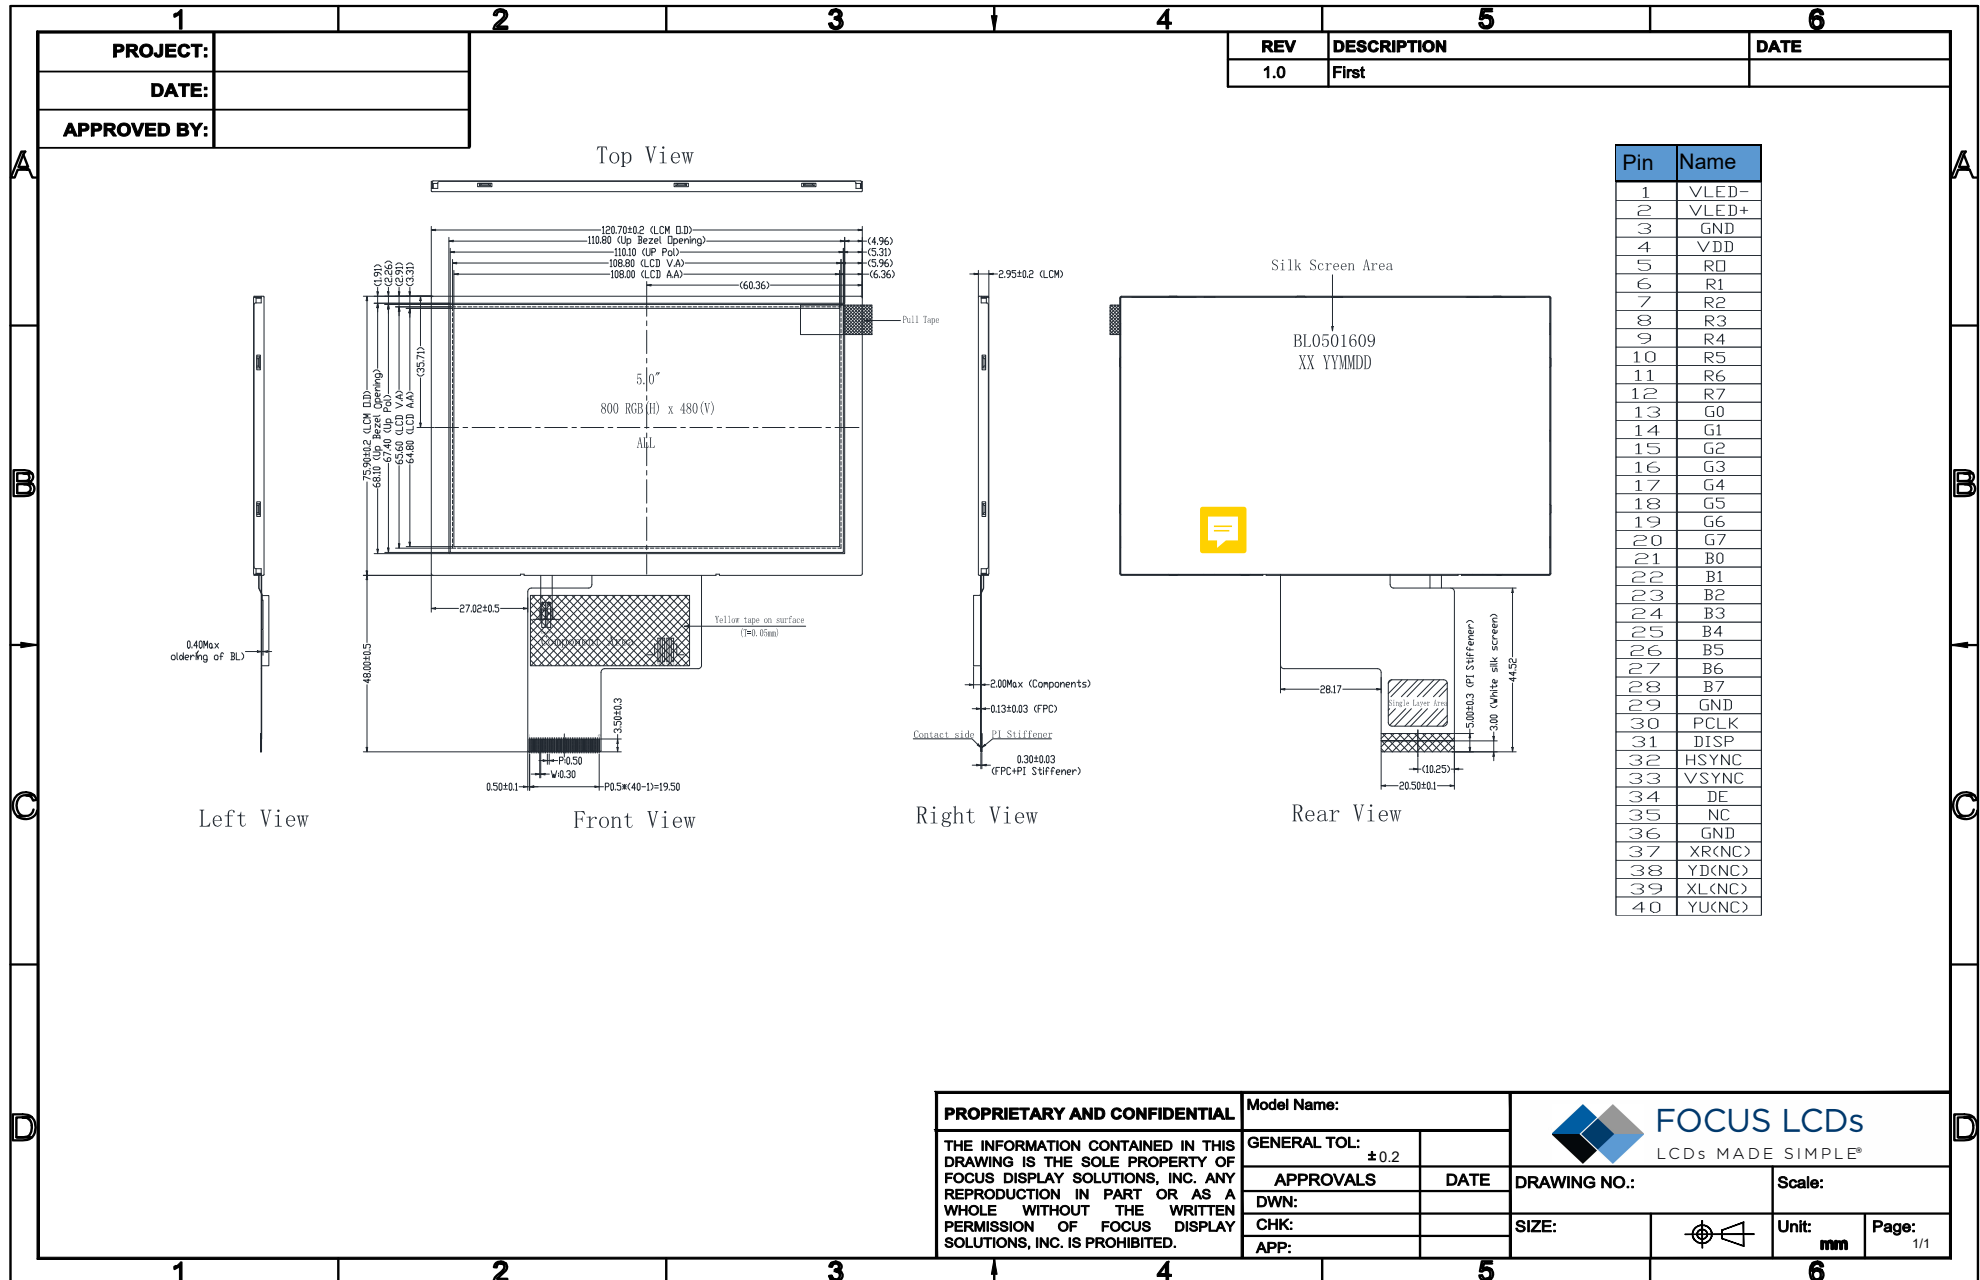 1 2 3 4 5 6
PROJECT:
DATE:
APPROVED BY:
REV DESCRIPTION DATE
1.0 First
A A
B B
C C
D D
Top View
120.70±0.2 (LCM O.D)
110.80 (Up Bezel Opening)
110.10 (UP Pol)
108.80 (LCD V.A)
108.00 (LCD A.A)
(60.36)
(4.96)
(5.31)
(5.96)
(6.36)
(1.91)
(2.26)
(2.91)
(3.31)
75.90±0.2 (LCM O.D)
68.10 (Up Bezel Opening)
67.40 (Up Pol)
65.60 (LCD V.A)
64.80 (LCD A.A)
(35.71)
Pull Tape
5.0"
800 RGB(H) x 480(V)
ALL
27.02±0.5
48.00±0.5
Component Area
Yellow tape on surface
(T=0.05mm)
3.50±0.3
P0.50
W0.30
0.50±0.1
P0.5*(40-1)=19.50
0.40Max
oldering of BL)
Left View
Front View
2.95±0.2 (LCM)
2.00Max (Components)
0.13±0.03 (FPC)
Contact side
PI Stiffener
0.30±0.03
(FPC+PI Stiffener)
Right View
Silk Screen Area
BL0501609
XX YYMMDD
28.17
Single Layer Area
5.00±0.3 (PI Stiffener)
3.00 (White silk screen)
44.52
(10.25)
20.50±0.1
Rear View
Pin Name
1 VLED-
2 VLED+
3 GND
4 VDD
5 R0
6 R1
7 R2
8 R3
9 R4
10 R5
11 R6
12 R7
13 G0
14 G1
15 G2
16 G3
17 G4
18 G5
19 G6
20 G7
21 B0
22 B1
23 B2
24 B3
25 B4
26 B5
27 B6
28 B7
29 GND
30 PCLK
31 DISP
32 HSYNC
33 VSYNC
34 DE
35 NC
36 GND
37 XR(NC)
38 YD(NC)
39 XL(NC)
40 YU(NC)
PROPRIETARY AND CONFIDENTIAL
THE INFORMATION CONTAINED IN THIS
DRAWING IS THE SOLE PROPERTY OF
FOCUS DISPLAY SOLUTIONS, INC. ANY
REPRODUCTION IN PART OR AS A
WHOLE WITHOUT THE WRITTEN
PERMISSION OF FOCUS DISPLAY
SOLUTIONS, INC. IS PROHIBITED.
Model Name:
GENERAL TOL:
±0.2
APPROVALS DATE
DWN:
CHK:
APP:
FOCUS LCDs
LCDs MADE SIMPLE®
DRAWING NO.:
Scale:
SIZE:
Unit:
mm
Page:
1/1
1 2 3 4 5 6